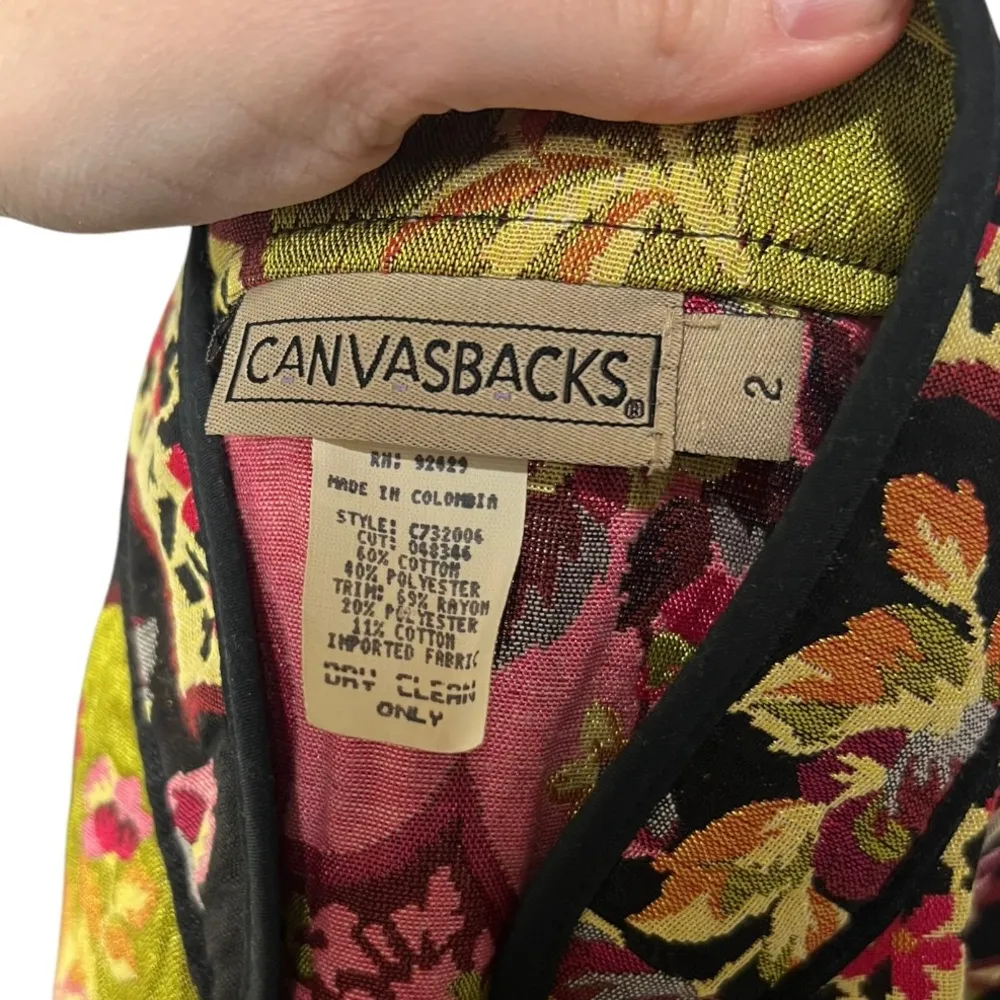 CANVASBACKS®
2
RN: 92429
MADE IN COLOMBIA
STYLE: C732006
CUT: 048346
60% COTTON
40% POLYESTER
TRIM: 69% RAYON
20% POLYESTER
11% COTTON
IMPORTED FABRIC
DRY CLEAN
ONLY